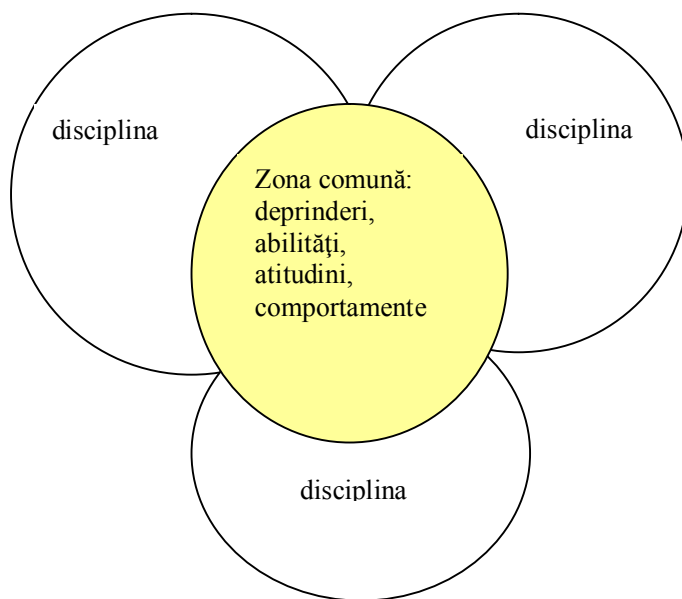 disciplina
disciplina
Zona comună:
deprinderi,
abilităţi,
atitudini,
comportamente
disciplina